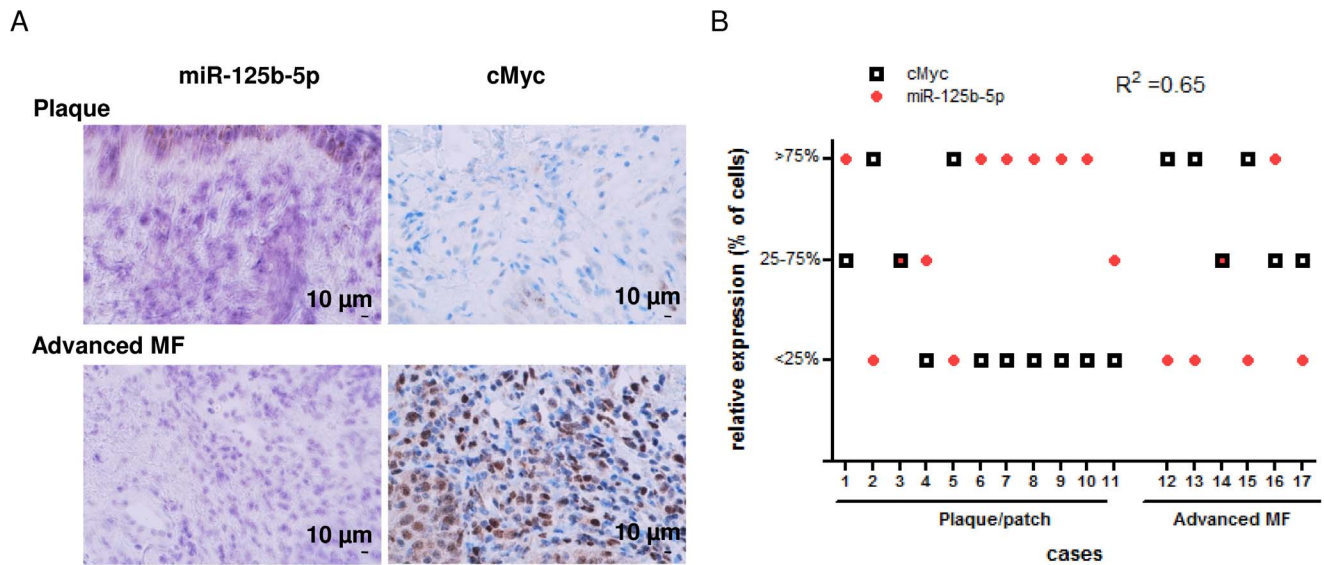 A
miR-125b-5p
cMyc
Plaque
10 µm
10 µm
Advanced MF
10 µm
10 µm
B
cMyc
miR-125b-5p
R² =0.65
relative expression (% of cells)
>75%
25-75%
<25%
1 2 3 4 5 6 7 8 9 10 11 12 13 14 15 16 17
Plaque/patch
Advanced MF
cases